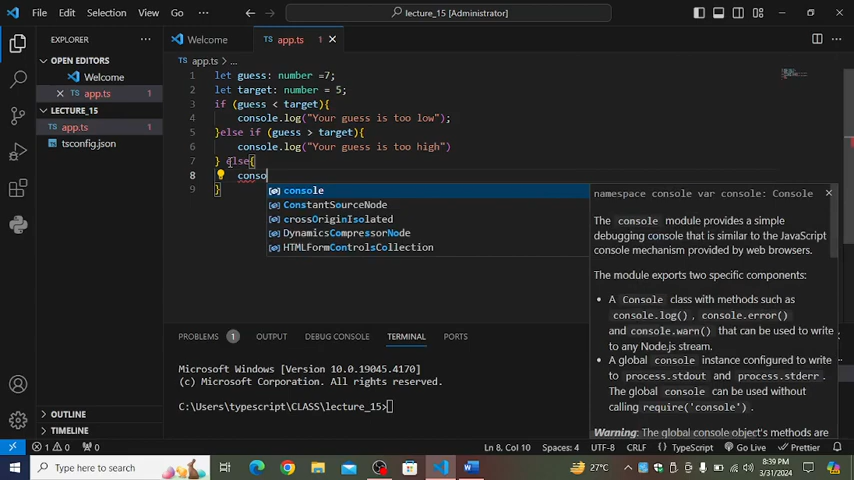 File Edit Selection View Go ··· lecture_15 [Administrator]
EXPLORER ···
OPEN EDITORS
Welcome
app.ts 1
LECTURE_15
app.ts 1
tsconfig.json
OUTLINE
TIMELINE
Welcome
app.ts 1
app.ts > ...
1 let guess: number =7;
2 let target: number = 5;
3 if (guess < target){
4 console.log("Your guess is too low");
5 }else if (guess > target){
6 console.log("Your guess is too high")
7 } else{
8 conso
9 }
console
ConstantSourceNode
crossOriginIsolated
DynamicsCompressorNode
HTMLFormControlsCollection
namespace console var console: Console
The console module provides a simple
debugging console that is similar to the JavaScript
console mechanism provided by web browsers.
The module exports two specific components:
• A Console class with methods such as
console.log() , console.error()
and console.warn() that can be used to write
to any Node.js stream.
• A global console instance configured to write
to process.stdout and process.stderr .
The global console can be used without
calling require('console') .
Warning: The global console object's methods are
PROBLEMS 1 OUTPUT DEBUG CONSOLE TERMINAL PORTS
Microsoft Windows [Version 10.0.19045.4170]
(c) Microsoft Corporation. All rights reserved.
C:\Users\typescript\CLASS\lecture_15>
1 0 0 Ln 8, Col 10 Spaces: 4 UTF-8 CRLF {} TypeScript Go Live Prettier
Type here to search 27°C 8:39 PM
3/31/2024